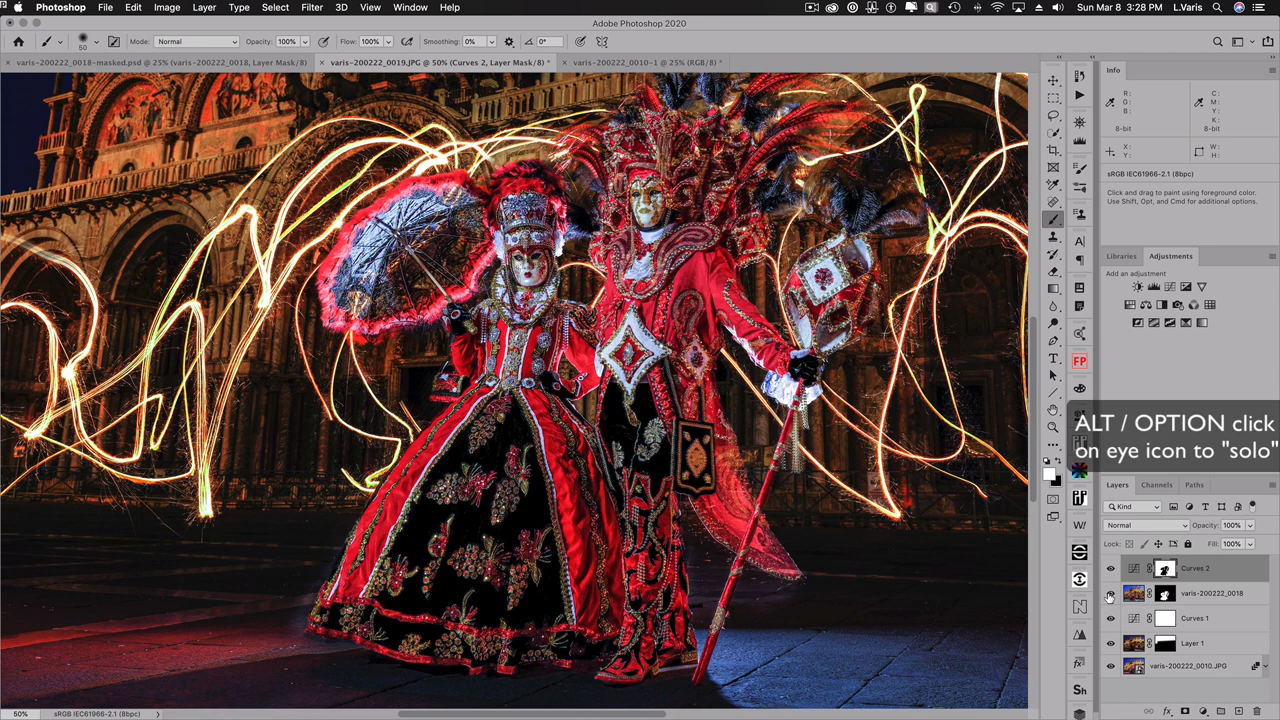 Photoshop File Edit Image Layer Type Select Filter 3D View Window Help
Sun Mar 8 3:28 PM L.Varis
Adobe Photoshop 2020
50 Mode: Normal Opacity: 100% Flow: 100% Smoothing: 0% 0°
× varis-200222_0018-masked.psd @ 25% (varis-200222_0018, Layer Mask/8) × varis-200222_0019.JPG @ 50% (Curves 2, Layer Mask/8) * × varis-200222_0010-1 @ 25% (RGB/8) *
Info
R: C:
G: M:
B: Y:
K:
8-bit 8-bit
X: W:
Y: H:
sRGB IEC61966-2.1 (8bpc)
Click and drag to paint using foreground color.
Use Shift, Opt, and Cmd for additional options.
Libraries Adjustments
Add an adjustment
A|
FP
ALT / OPTION click
on eye icon to "solo"
W!
N
fx
Sh
Layers Channels Paths
Kind
Normal Opacity: 100%
Lock: Fill: 100%
Curves 2
varis-200222_0018
Curves 1
Layer 1
varis-200222_0010.JPG
fx
50% sRGB IEC61966-2.1 (8bpc)